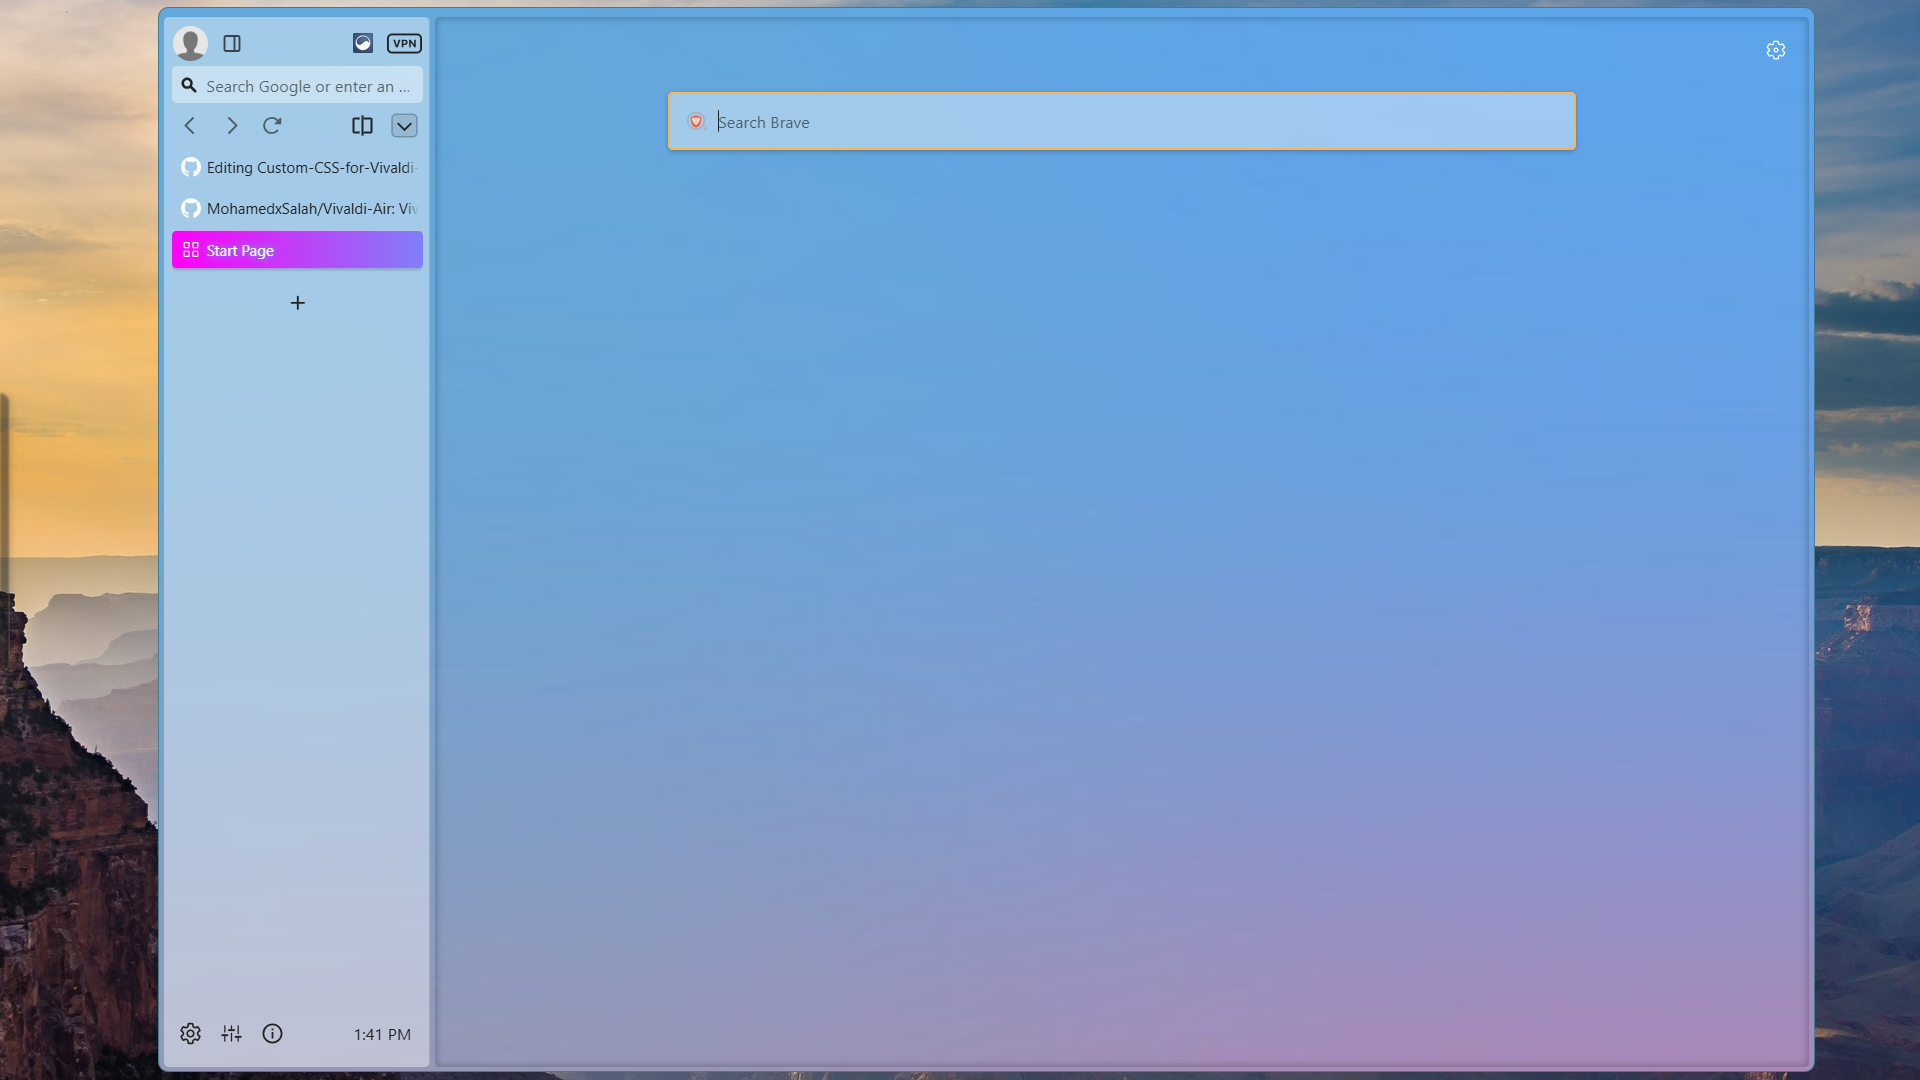 VPN
Search Google or enter an ...
Search Brave
Editing Custom-CSS-for-Vivaldi-
MohamedxSalah/Vivaldi-Air: Viv
Start Page
1:41 PM